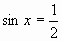 sin x = 1/2